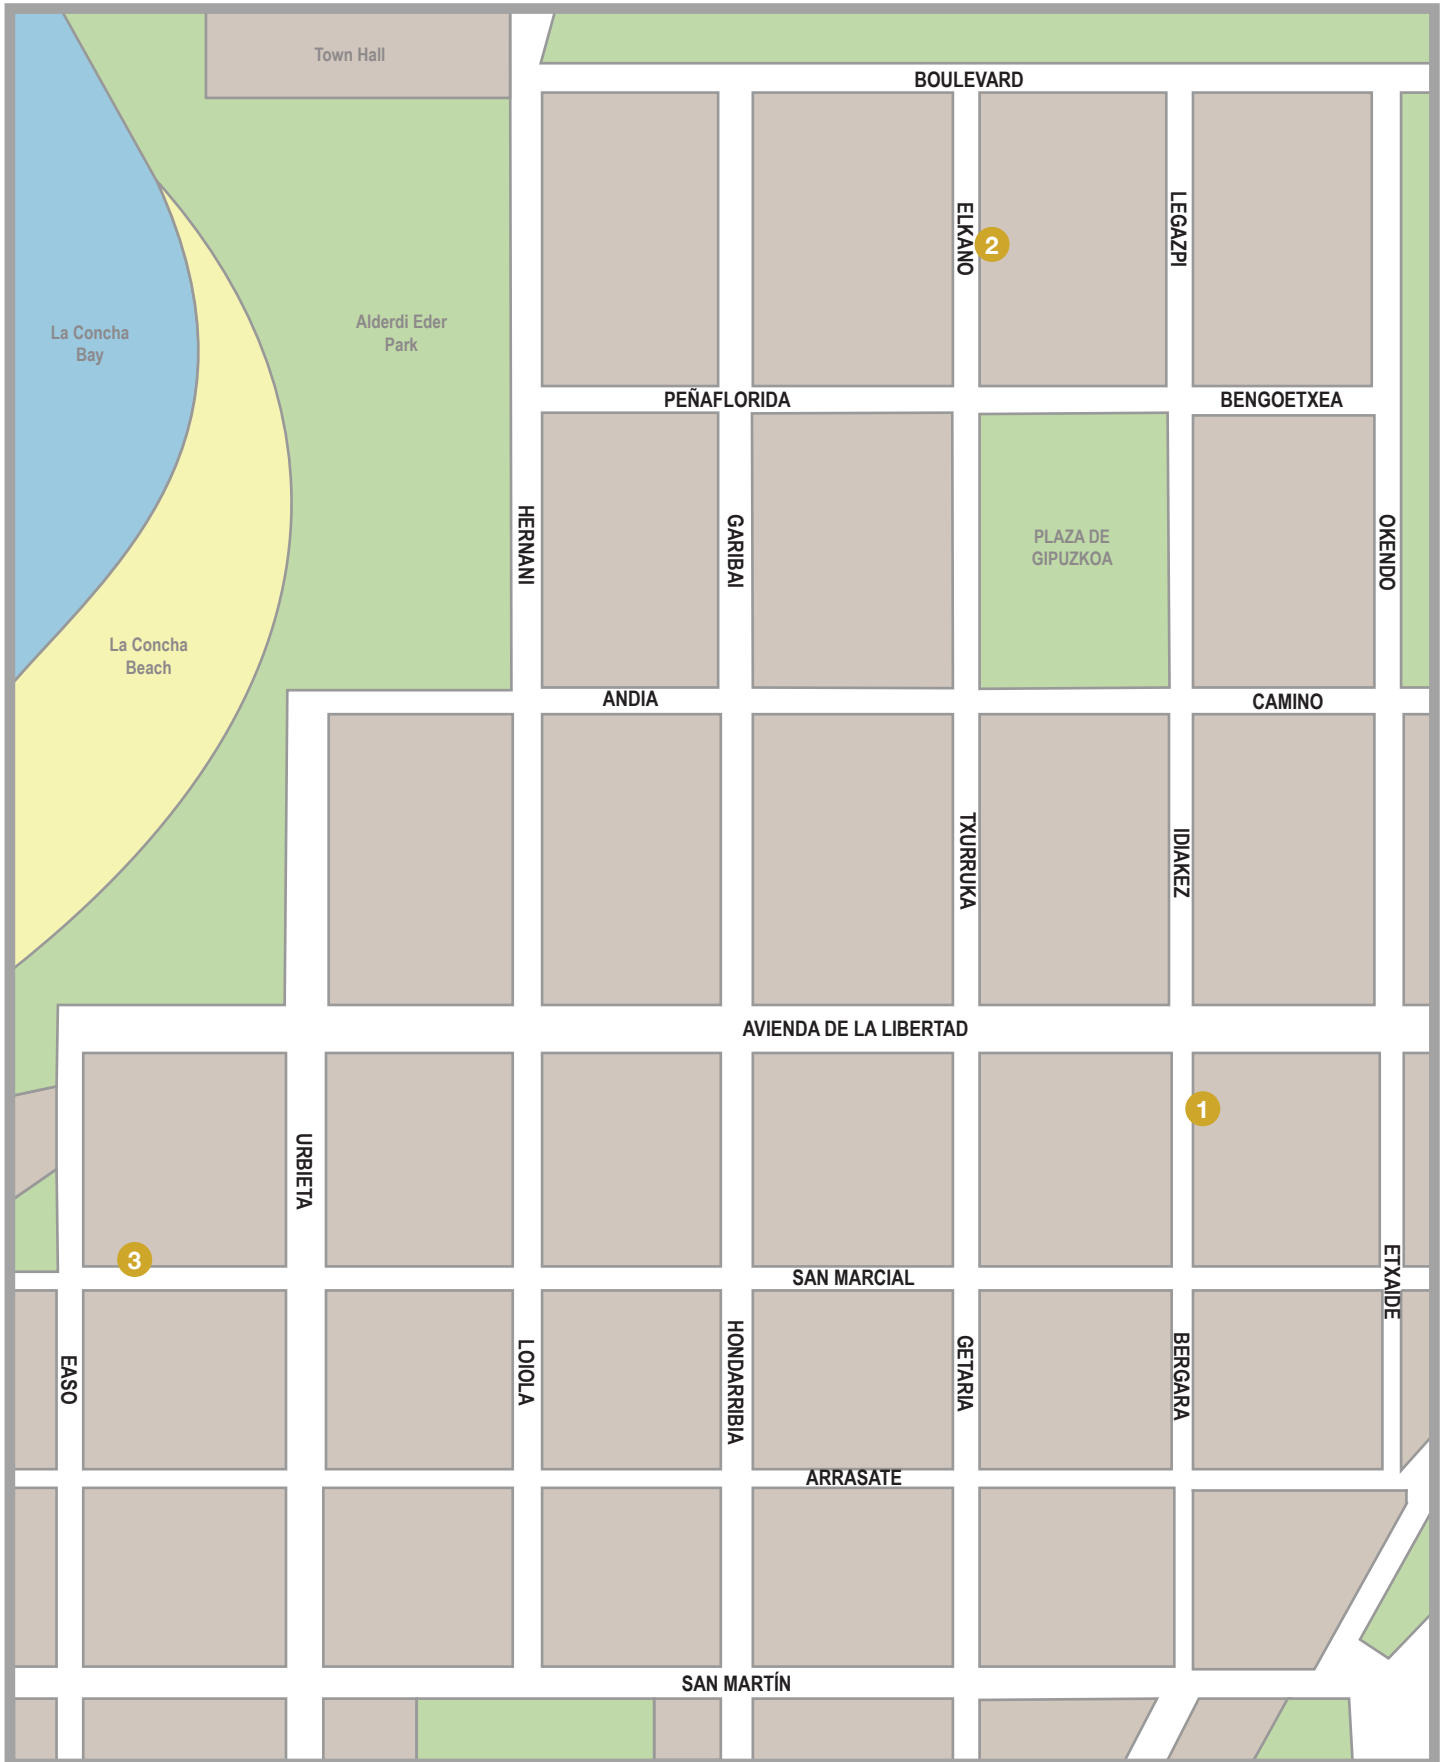 Town Hall
BOULEVARD
ELKANO
LEGAZPI
2
La Concha
Bay
Alderdi Eder
Park
PEÑAFLORIDA
BENGOETXEA
HERNANI
GARIBAI
PLAZA DE
GIPUZKOA
OKENDO
La Concha
Beach
ANDIA
CAMINO
TXURRUKA
IDIAKEZ
AVIENDA DE LA LIBERTAD
1
URBIETA
3
SAN MARCIAL
ETXAIDE
EASO
LOIOLA
HONDARRIBIA
GETARIA
BERGARA
ARRASATE
SAN MARTÍN